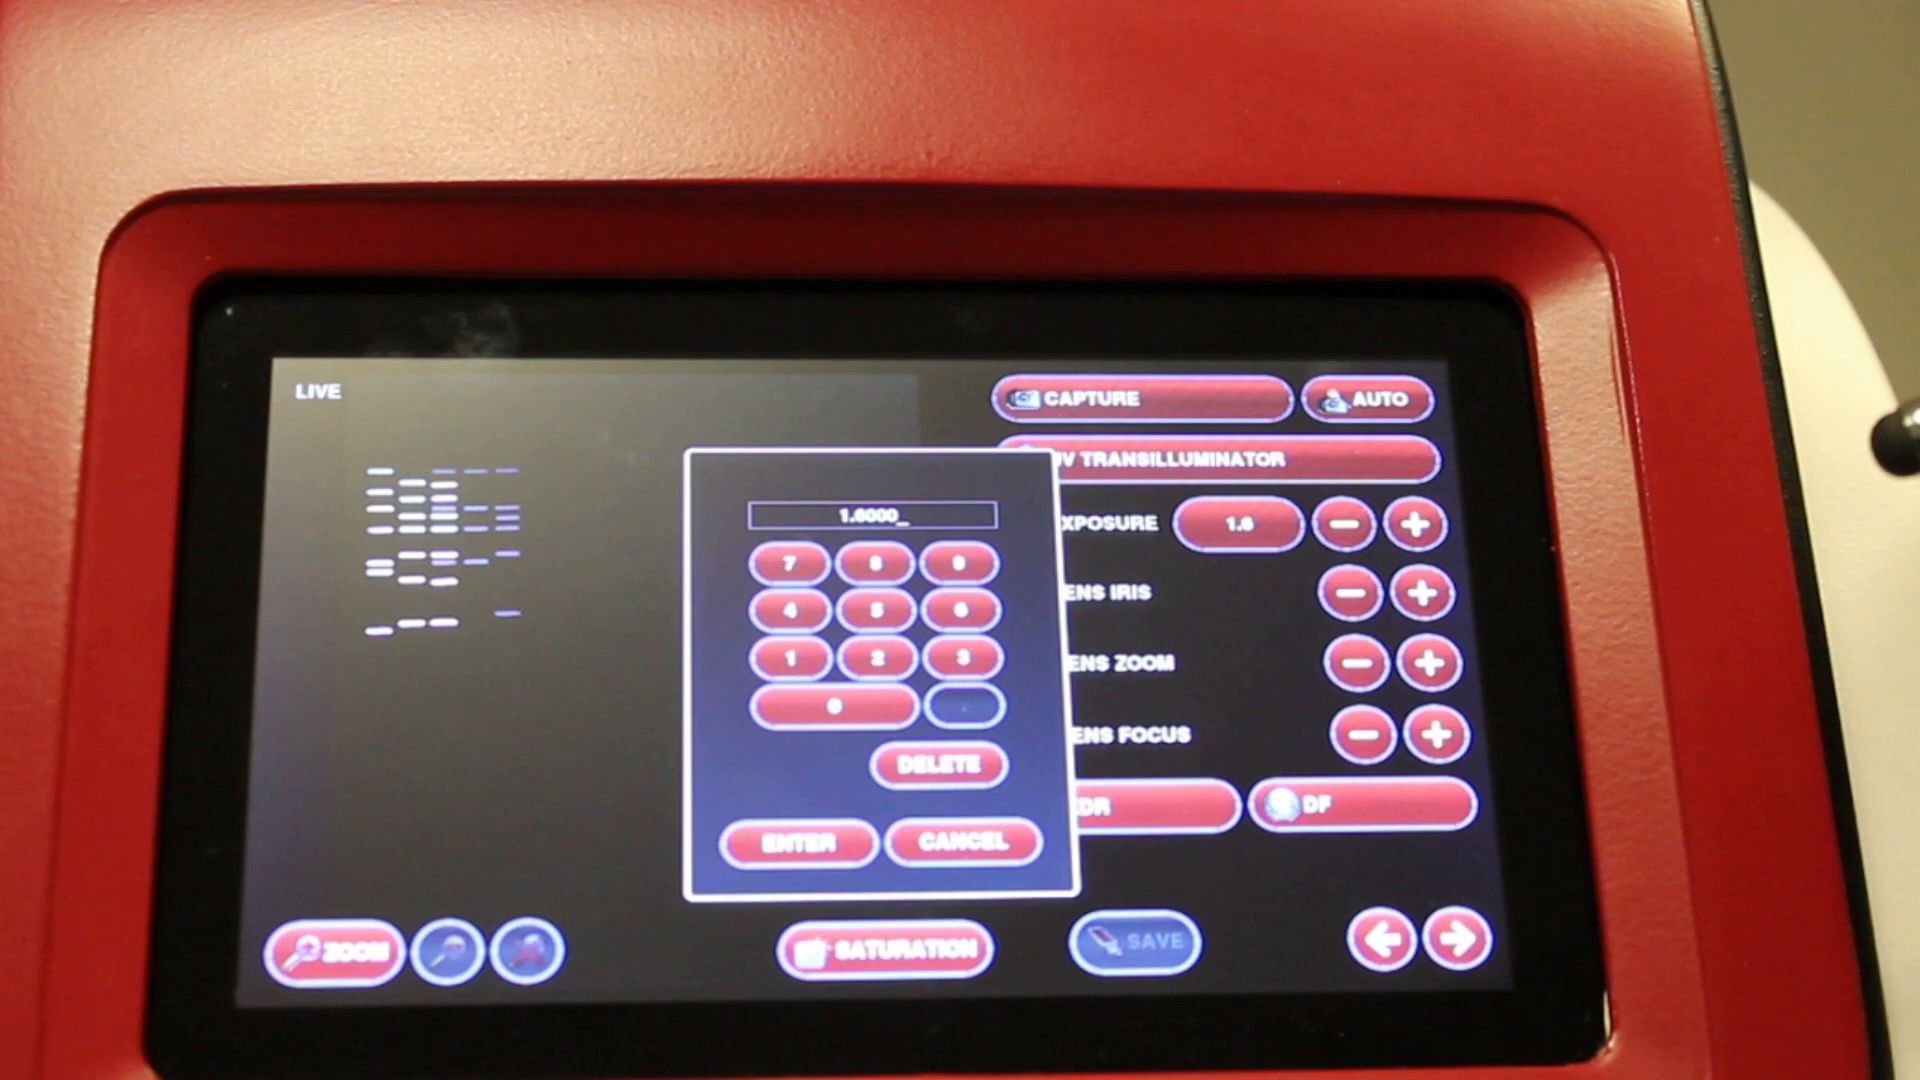 LIVE
CAPTURE
AUTO
UV TRANSILLUMINATOR
1.6000_
XPOSURE
1.6
7
8
9
ENS IRIS
4
5
6
1
2
3
ENS ZOOM
0
.
ENS FOCUS
DELETE
DR
DF
ENTER
CANCEL
ZOOM
SATURATION
SAVE